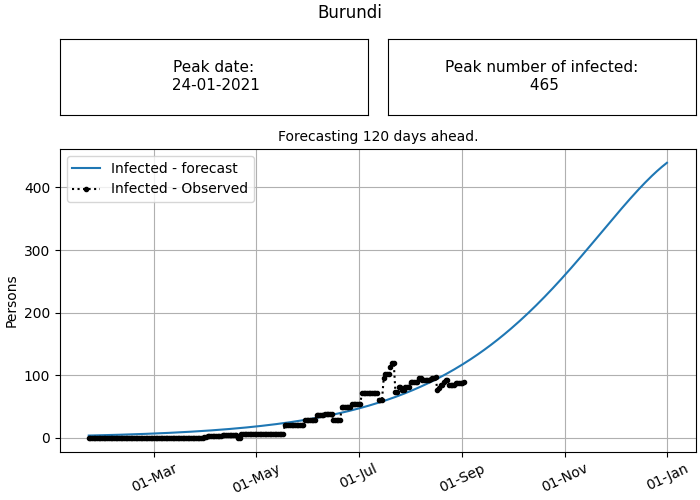 Burundi
Peak date:
24-01-2021
Peak number of infected:
465
Forecasting 120 days ahead.
Infected - forecast
Infected - Observed
Persons
400
300
200
100
0
01-Mar
01-May
01-Jul
01-Sep
01-Nov
01-Jan